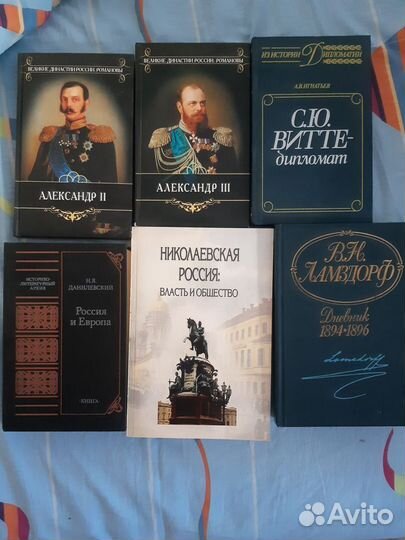 ВЕЛИКИЕ ДИНАСТИИ РОССИИ: РОМАНОВЫ
АЛЕКСАНДР II
ВЕЛИКИЕ ДИНАСТИИ РОССИИ: РОМАНОВЫ
АЛЕКСАНДР III
ИЗ ИСТОРИИ ДИПЛОМАТИИ
А.В. ИГНАТЬЕВ
С.Ю.
ВИТТЕ-
дипломат
ИСТОРИКО-
ЛИТЕРАТУРНЫЙ
АРХИВ
Н.Я.
ДАНИЛЕВСКИЙ
Россия
и Европа
·КНИГА·
НИКОЛАЕВСКАЯ
РОССИЯ:
ВЛАСТЬ И ОБЩЕСТВО
В.Н.
ЛАМЗДОРФ
Дневник
1894·1896
Avito